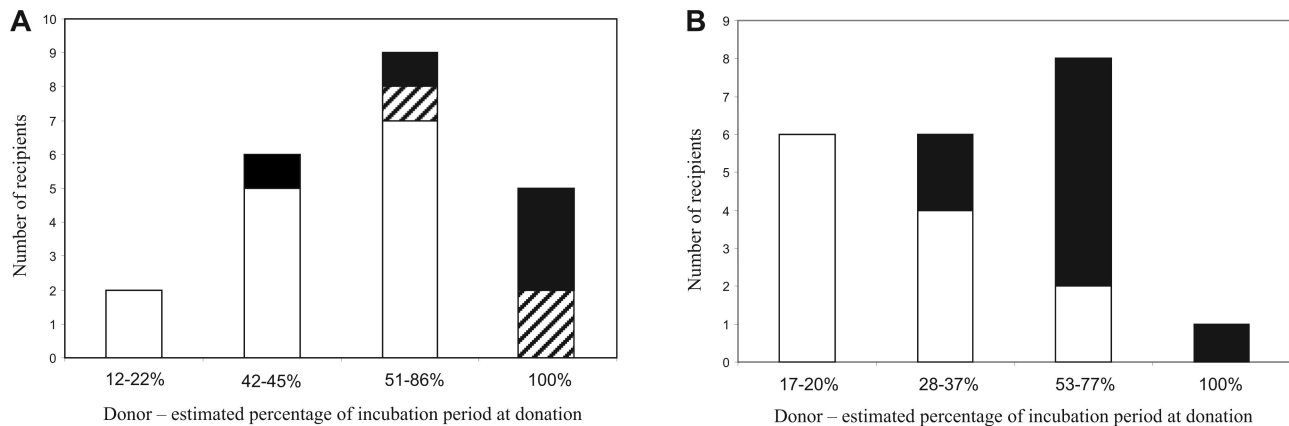 A
10
9
8
7
6
5
4
3
2
1
0
Number of recipients
12-22% 42-45% 51-86% 100%
Donor – estimated percentage of incubation period at donation
B
9
8
7
6
5
4
3
2
1
0
Number of recipients
17-20% 28-37% 53-77% 100%
Donor – estimated percentage of incubation period at donation